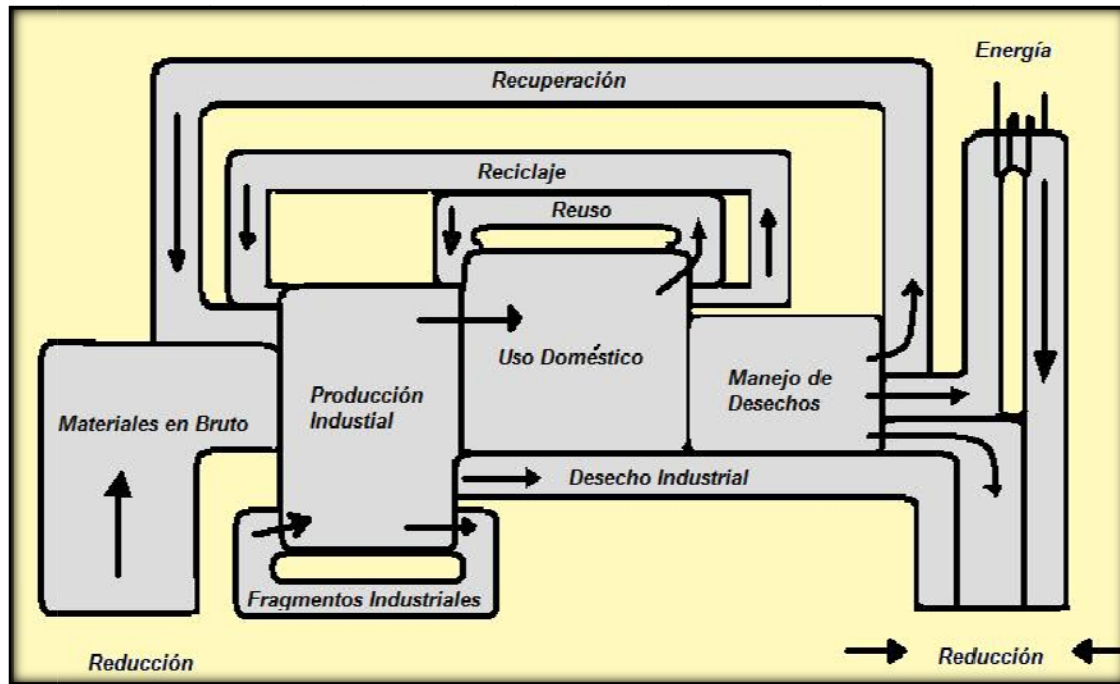 Energía
Recuperación
Reciclaje
Reuso
Uso Doméstico
Manejo de
Desechos
Producción
Industial
Materiales en Bruto
Desecho Industrial
Fragmentos Industriales
Reducción
Reducción